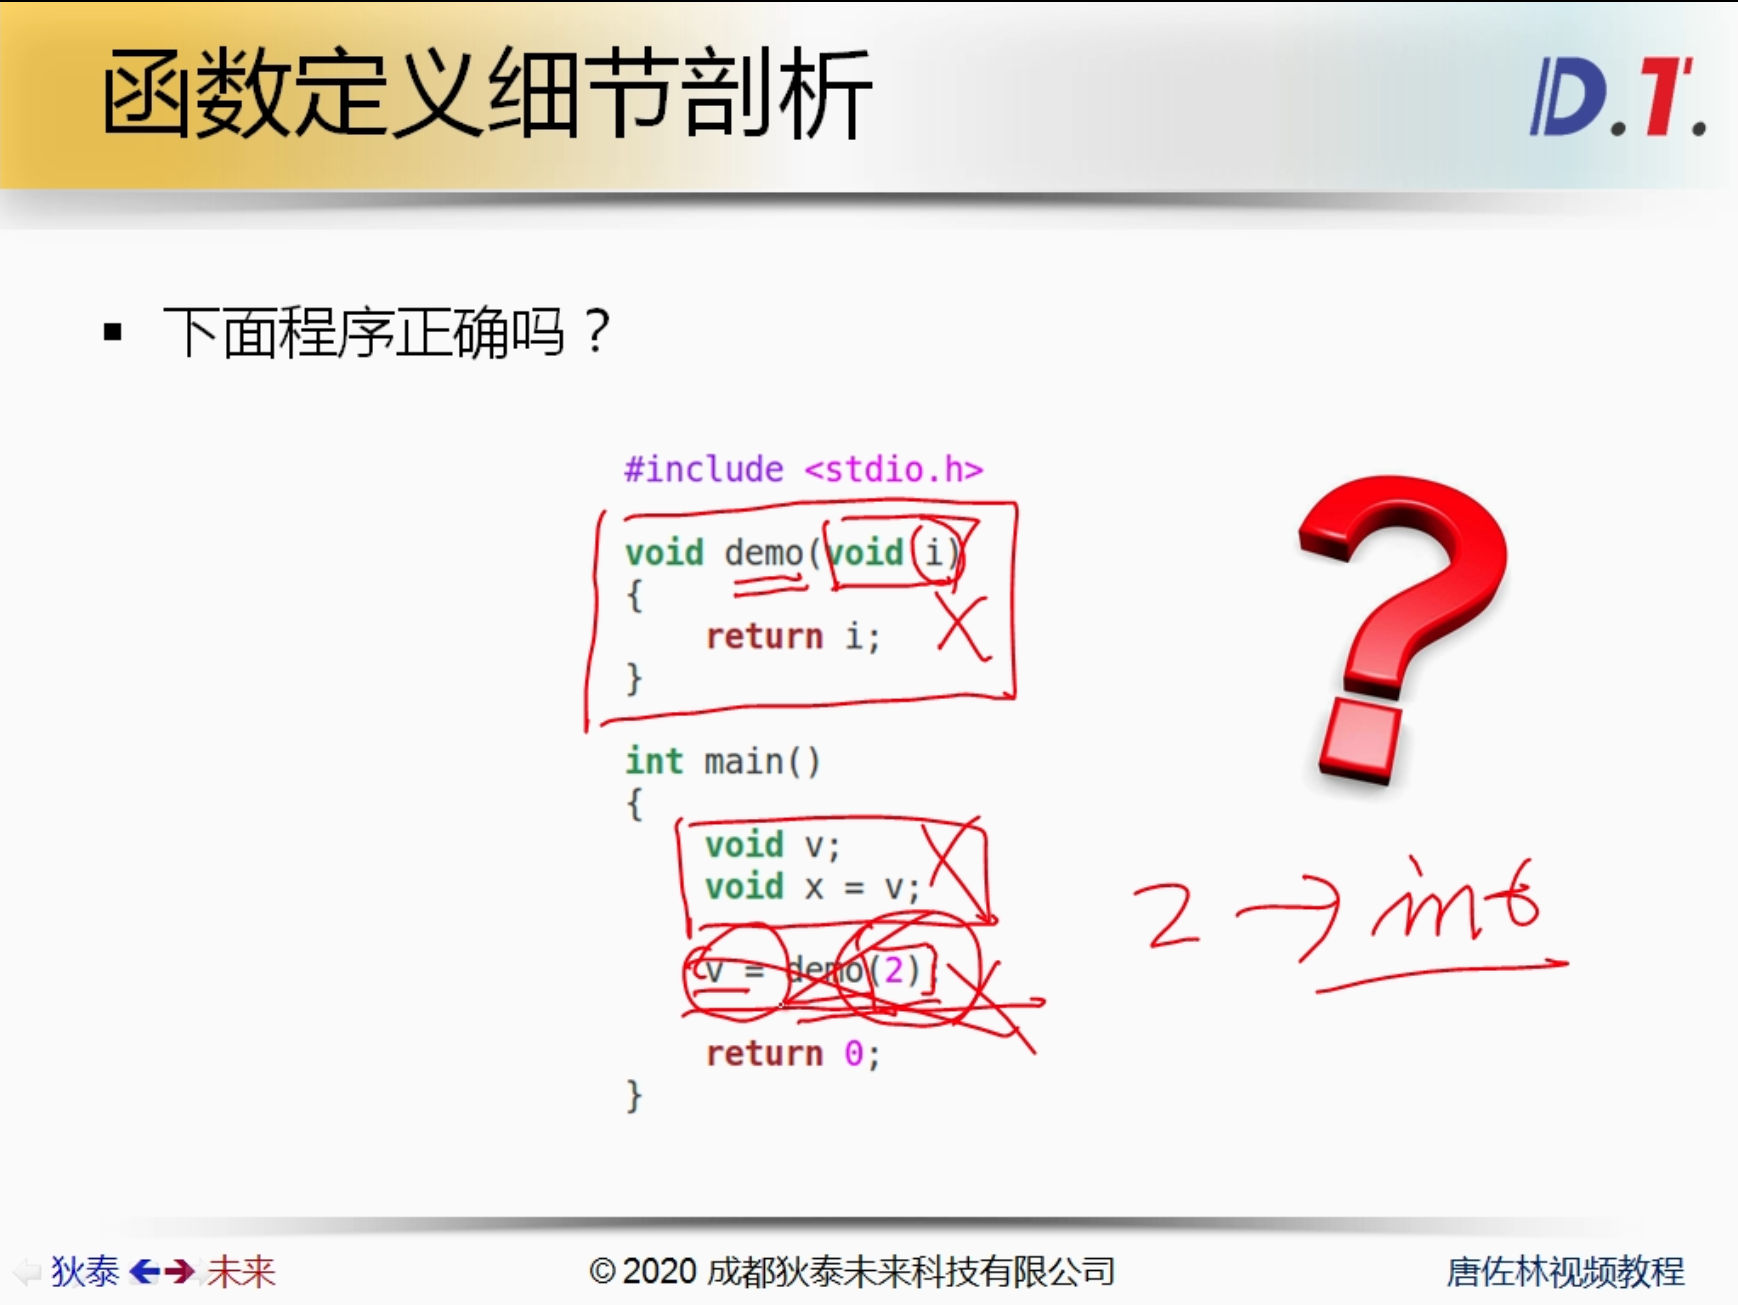 函数定义细节剖析
D.T.
▪ 下面程序正确吗？
#include <stdio.h>
void demo(void i)
{
    return i;
}
int main()
{
    void v;
    void x = v;
    v = demo(2)
    return 0;
}
2 → int
狄泰 未来
© 2020 成都狄泰未来科技有限公司
唐佐林视频教程